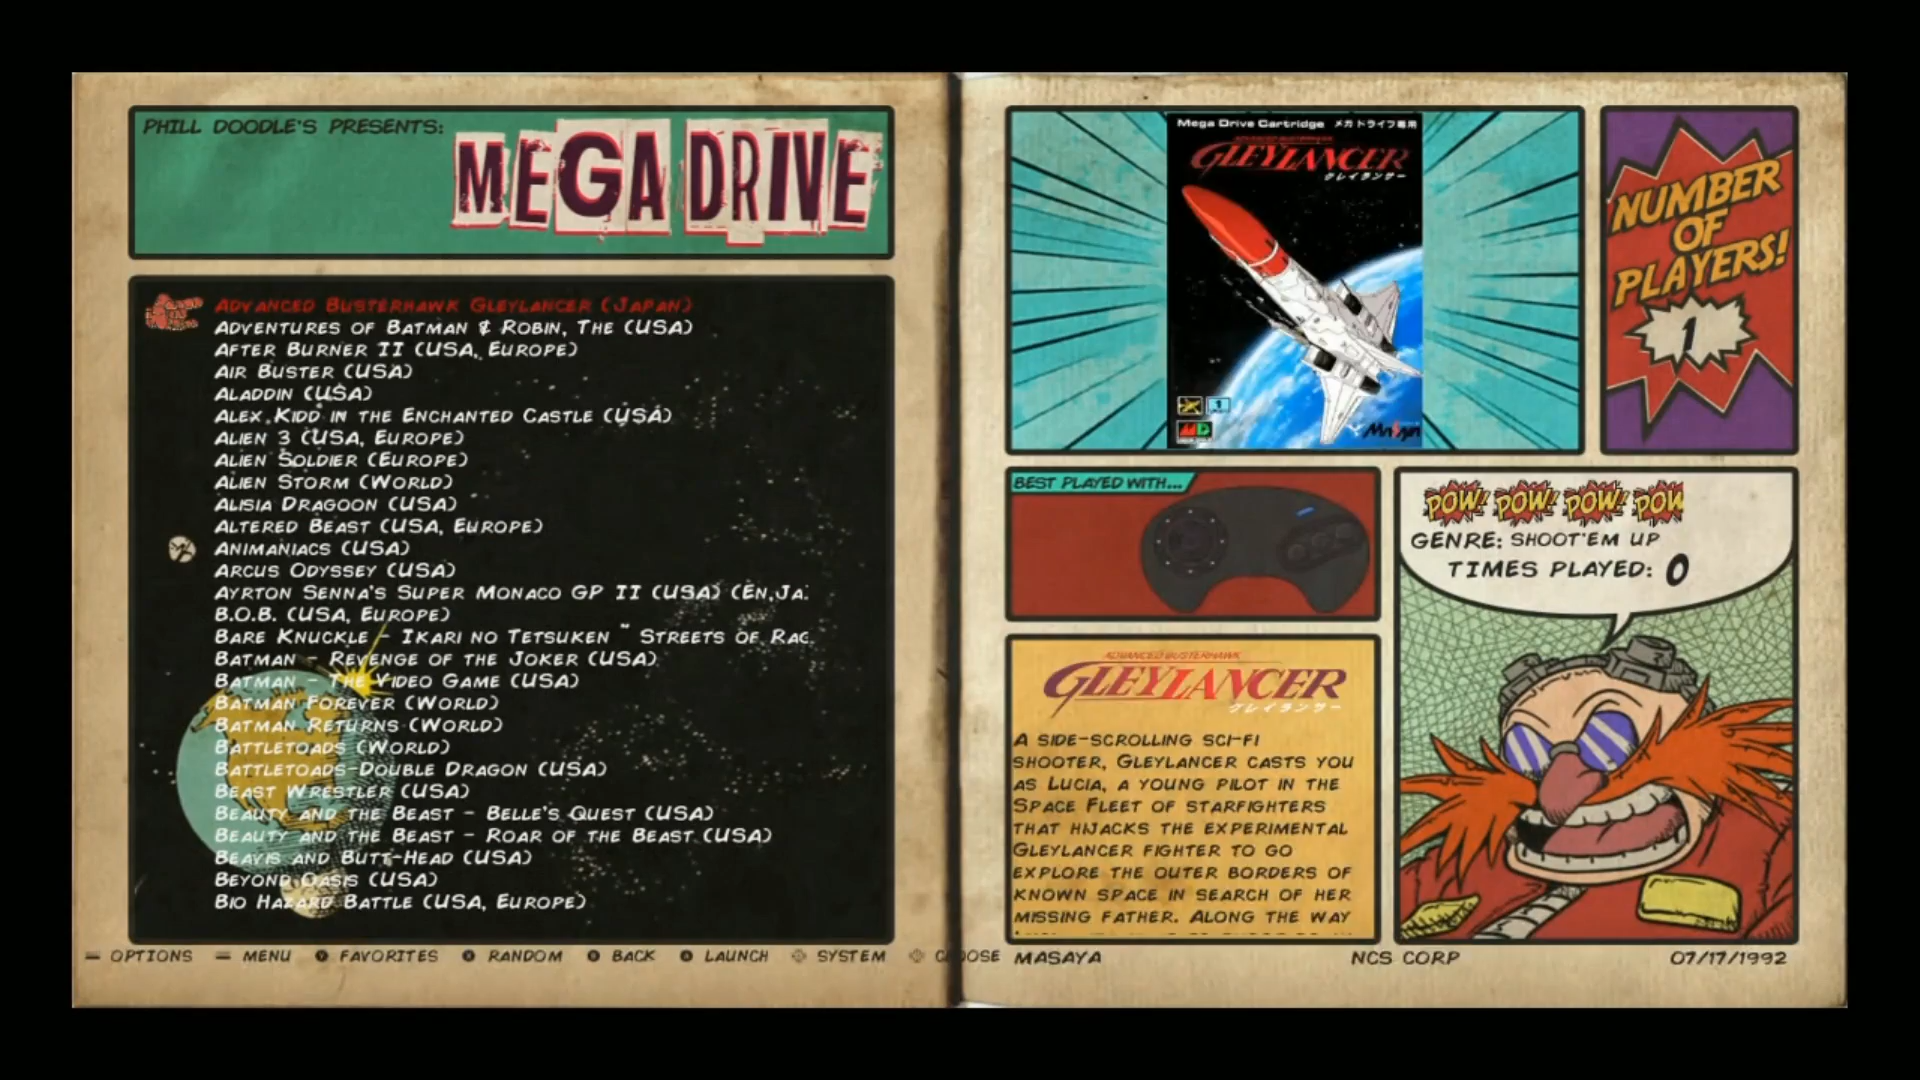 PHILL DOODLE'S PRESENTS:
MEGA DRIVE
ADVANCED BUSTERHAWK GLEYLANCER (JAPAN)
ADVENTURES OF BATMAN & ROBIN, THE (USA)
AFTER BURNER II (USA, EUROPE)
AIR BUSTER (USA)
ALADDIN (USA)
ALEX KIDD IN THE ENCHANTED CASTLE (USA)
ALIEN 3 (USA, EUROPE)
ALIEN SOLDIER (EUROPE)
ALIEN STORM (WORLD)
ALISIA DRAGOON (USA)
ALTERED BEAST (USA, EUROPE)
ANIMANIACS (USA)
ARCUS ODYSSEY (USA)
AYRTON SENNA'S SUPER MONACO GP II (USA) (EN,JA
B.O.B. (USA, EUROPE)
BARE KNUCKLE - IKARI NO TETSUKEN ~ STREETS OF RAG
BATMAN - REVENGE OF THE JOKER (USA)
BATMAN - THE VIDEO GAME (USA)
BATMAN FOREVER (WORLD)
BATMAN RETURNS (WORLD)
BATTLETOADS (WORLD)
BATTLETOADS-DOUBLE DRAGON (USA)
BEAST WRESTLER (USA)
BEAUTY AND THE BEAST - BELLE'S QUEST (USA)
BEAUTY AND THE BEAST - ROAR OF THE BEAST (USA)
BEAVIS AND BUTT-HEAD (USA)
BEYOND OASIS (USA)
BIO HAZARD BATTLE (USA, EUROPE)
OPTIONS MENU FAVORITES RANDOM BACK LAUNCH SYSTEM CHOOSE
Mega Drive Cartridge メガドライブ専用
ADVANCED BUSTERHAWK
GLEYLANCER
グレイランサー
1
MD
Masaya
NUMBER
OF
PLAYERS!
1
BEST PLAYED WITH...
POW! POW! POW! POW
GENRE: SHOOT'EM UP
TIMES PLAYED: 0
ADVANCED BUSTERHAWK
GLEYLANCER
グレイランサー
A SIDE-SCROLLING SCI-FI
SHOOTER, GLEYLANCER CASTS YOU
AS LUCIA, A YOUNG PILOT IN THE
SPACE FLEET OF STARFIGHTERS
THAT HIJACKS THE EXPERIMENTAL
GLEYLANCER FIGHTER TO GO
EXPLORE THE OUTER BORDERS OF
KNOWN SPACE IN SEARCH OF HER
MISSING FATHER. ALONG THE WAY
MASAYA NCS CORP 07/17/1992